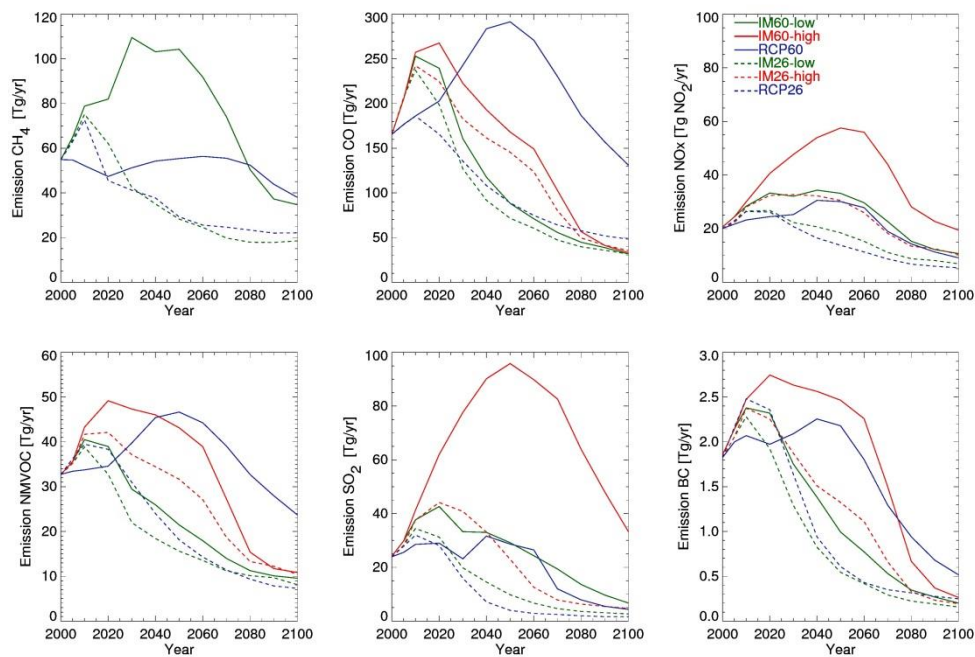 Emission CH4 [Tg/yr]
120
100
80
60
40
20
0
2000 2020 2040 2060 2080 2100
Year
Emission CO [Tg/yr]
300
250
200
150
100
50
0
2000 2020 2040 2060 2080 2100
Year
Emission NOx [Tg NO2/yr]
100
80
60
40
20
0
IM60-low
IM60-high
RCP60
IM26-low
IM26-high
RCP26
2000 2020 2040 2060 2080 2100
Year
Emission NMVOC [Tg/yr]
60
50
40
30
20
10
0
2000 2020 2040 2060 2080 2100
Year
Emission SO2 [Tg/yr]
100
80
60
40
20
0
2000 2020 2040 2060 2080 2100
Year
Emission BC [Tg/yr]
3.0
2.5
2.0
1.5
1.0
0.5
0.0
2000 2020 2040 2060 2080 2100
Year